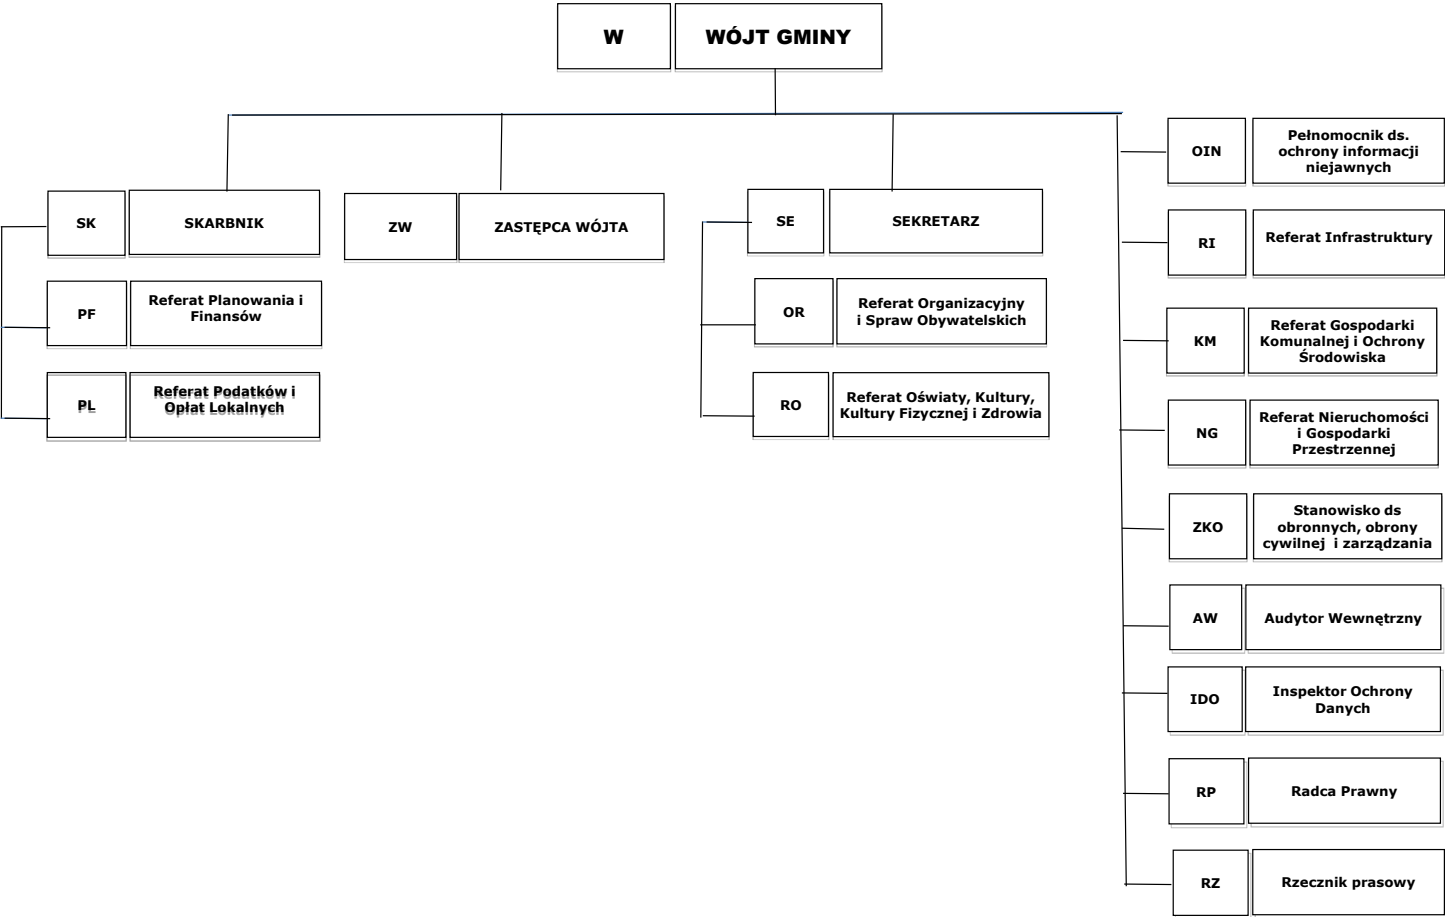 W
WÓJT GMINY
SK
SKARBNIK
PF
Referat Planowania i
Finansów
PL
Referat Podatków i
Opłat Lokalnych
ZW
ZASTĘPCA WÓJTA
SE
SEKRETARZ
OR
Referat Organizacyjny
i Spraw Obywatelskich
RO
Referat Oświaty, Kultury,
Kultury Fizycznej i Zdrowia
OIN
Pełnomocnik ds.
ochrony informacji
niejawnych
RI
Referat Infrastruktury
KM
Referat Gospodarki
Komunalnej i Ochrony
Środowiska
NG
Referat Nieruchomości
i Gospodarki
Przestrzennej
ZKO
Stanowisko ds
obronnych, obrony
cywilnej i zarządzania
AW
Audytor Wewnętrzny
IDO
Inspektor Ochrony
Danych
RP
Radca Prawny
RZ
Rzecznik prasowy